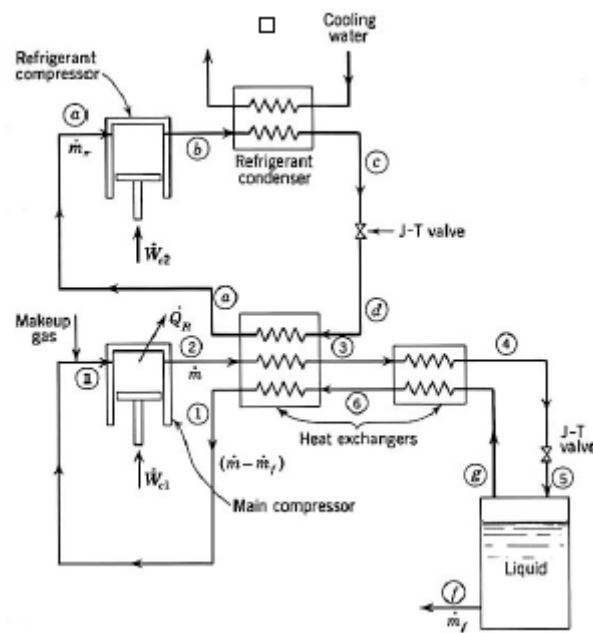 Cooling
water
Refrigerant
compressor
a
ṁr
b
Refrigerant
condenser
c
J-T valve
Ẇc2
a
d
Makeup
gas
Q̇R
2
3
4
ṁ
1
6
Heat exchangers
J-T
valve
(ṁ − ṁf)
g
5
Ẇc1
Main compressor
Liquid
f
ṁf